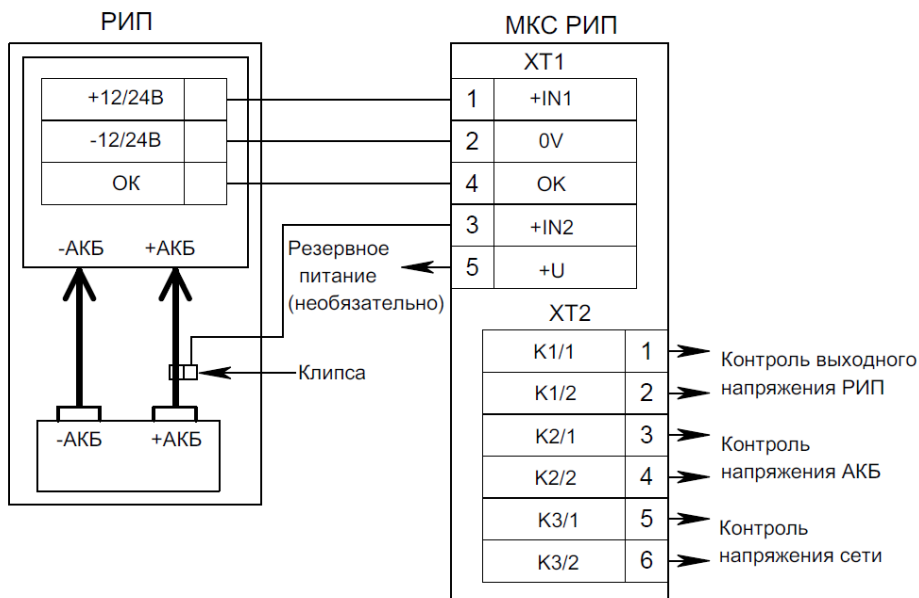 РИП
МКС РИП
XT1
+12/24В
1
+IN1
-12/24В
2
0V
ОК
4
OK
3
+IN2
-АКБ
+АКБ
Резервное
питание
(необязательно)
5
+U
XT2
K1/1
1
Контроль выходного
напряжения РИП
K1/2
2
Клипса
K2/1
3
Контроль
напряжения АКБ
K2/2
4
-АКБ
+АКБ
K3/1
5
Контроль
напряжения сети
K3/2
6